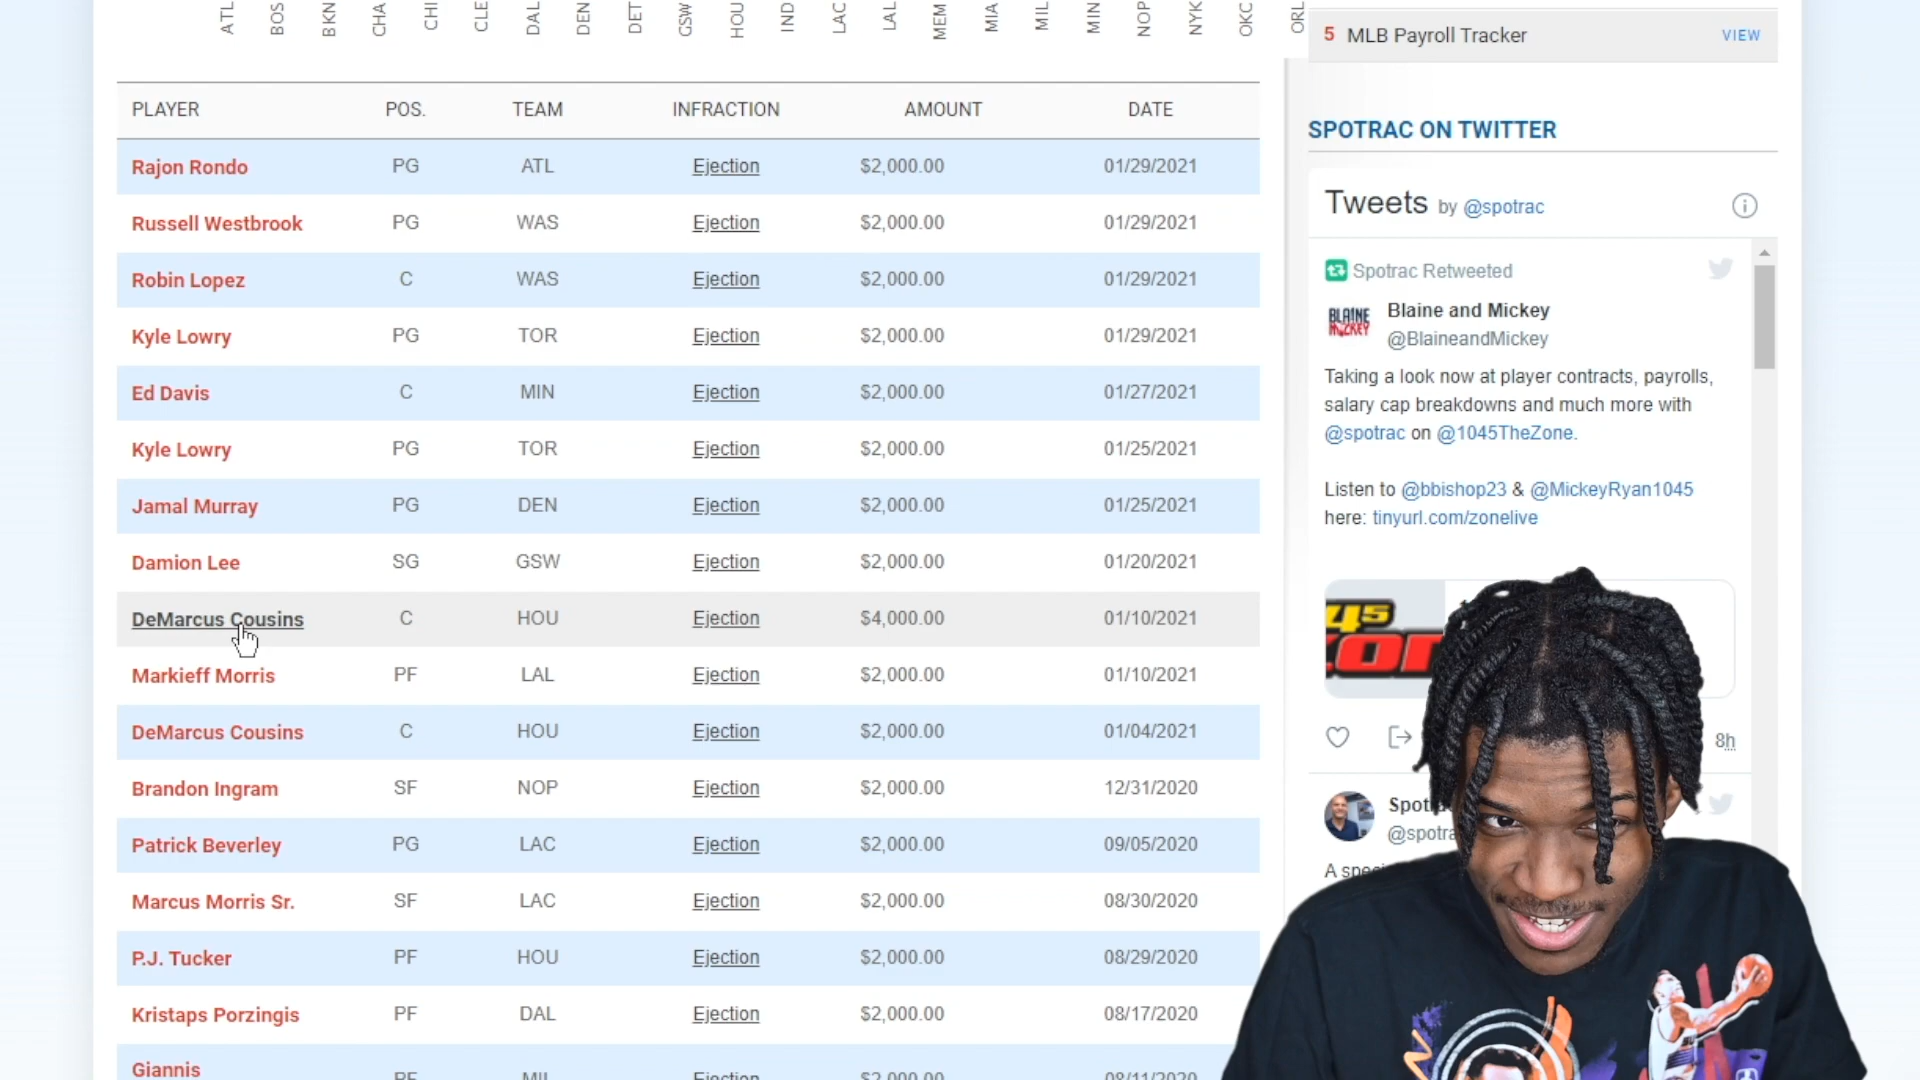 ATL BOS BKN CHA CHI CLE DAL DEN DET GSW HOU IND LAC LAL MEM MIA MIL MIN NOP NYK OKC ORL
PLAYER POS. TEAM INFRACTION AMOUNT DATE
Rajon Rondo PG ATL Ejection $2,000.00 01/29/2021
Russell Westbrook PG WAS Ejection $2,000.00 01/29/2021
Robin Lopez C WAS Ejection $2,000.00 01/29/2021
Kyle Lowry PG TOR Ejection $2,000.00 01/29/2021
Ed Davis C MIN Ejection $2,000.00 01/27/2021
Kyle Lowry PG TOR Ejection $2,000.00 01/25/2021
Jamal Murray PG DEN Ejection $2,000.00 01/25/2021
Damion Lee SG GSW Ejection $2,000.00 01/20/2021
DeMarcus Cousins C HOU Ejection $4,000.00 01/10/2021
Markieff Morris PF LAL Ejection $2,000.00 01/10/2021
DeMarcus Cousins C HOU Ejection $2,000.00 01/04/2021
Brandon Ingram SF NOP Ejection $2,000.00 12/31/2020
Patrick Beverley PG LAC Ejection $2,000.00 09/05/2020
Marcus Morris Sr. SF LAC Ejection $2,000.00 08/30/2020
P.J. Tucker PF HOU Ejection $2,000.00 08/29/2020
Kristaps Porzingis PF DAL Ejection $2,000.00 08/17/2020
Giannis PF MIL Ejection $2,000.00 08/11/2020
5 MLB Payroll Tracker VIEW
SPOTRAC ON TWITTER
Tweets by @spotrac
Spotrac Retweeted
BLAINE MICKEY
Blaine and Mickey
@BlaineandMickey
Taking a look now at player contracts, payrolls,
salary cap breakdowns and much more with
@spotrac on @1045TheZone.
Listen to @bbishop23 & @MickeyRyan1045
here: tinyurl.com/zonelive
45
8h